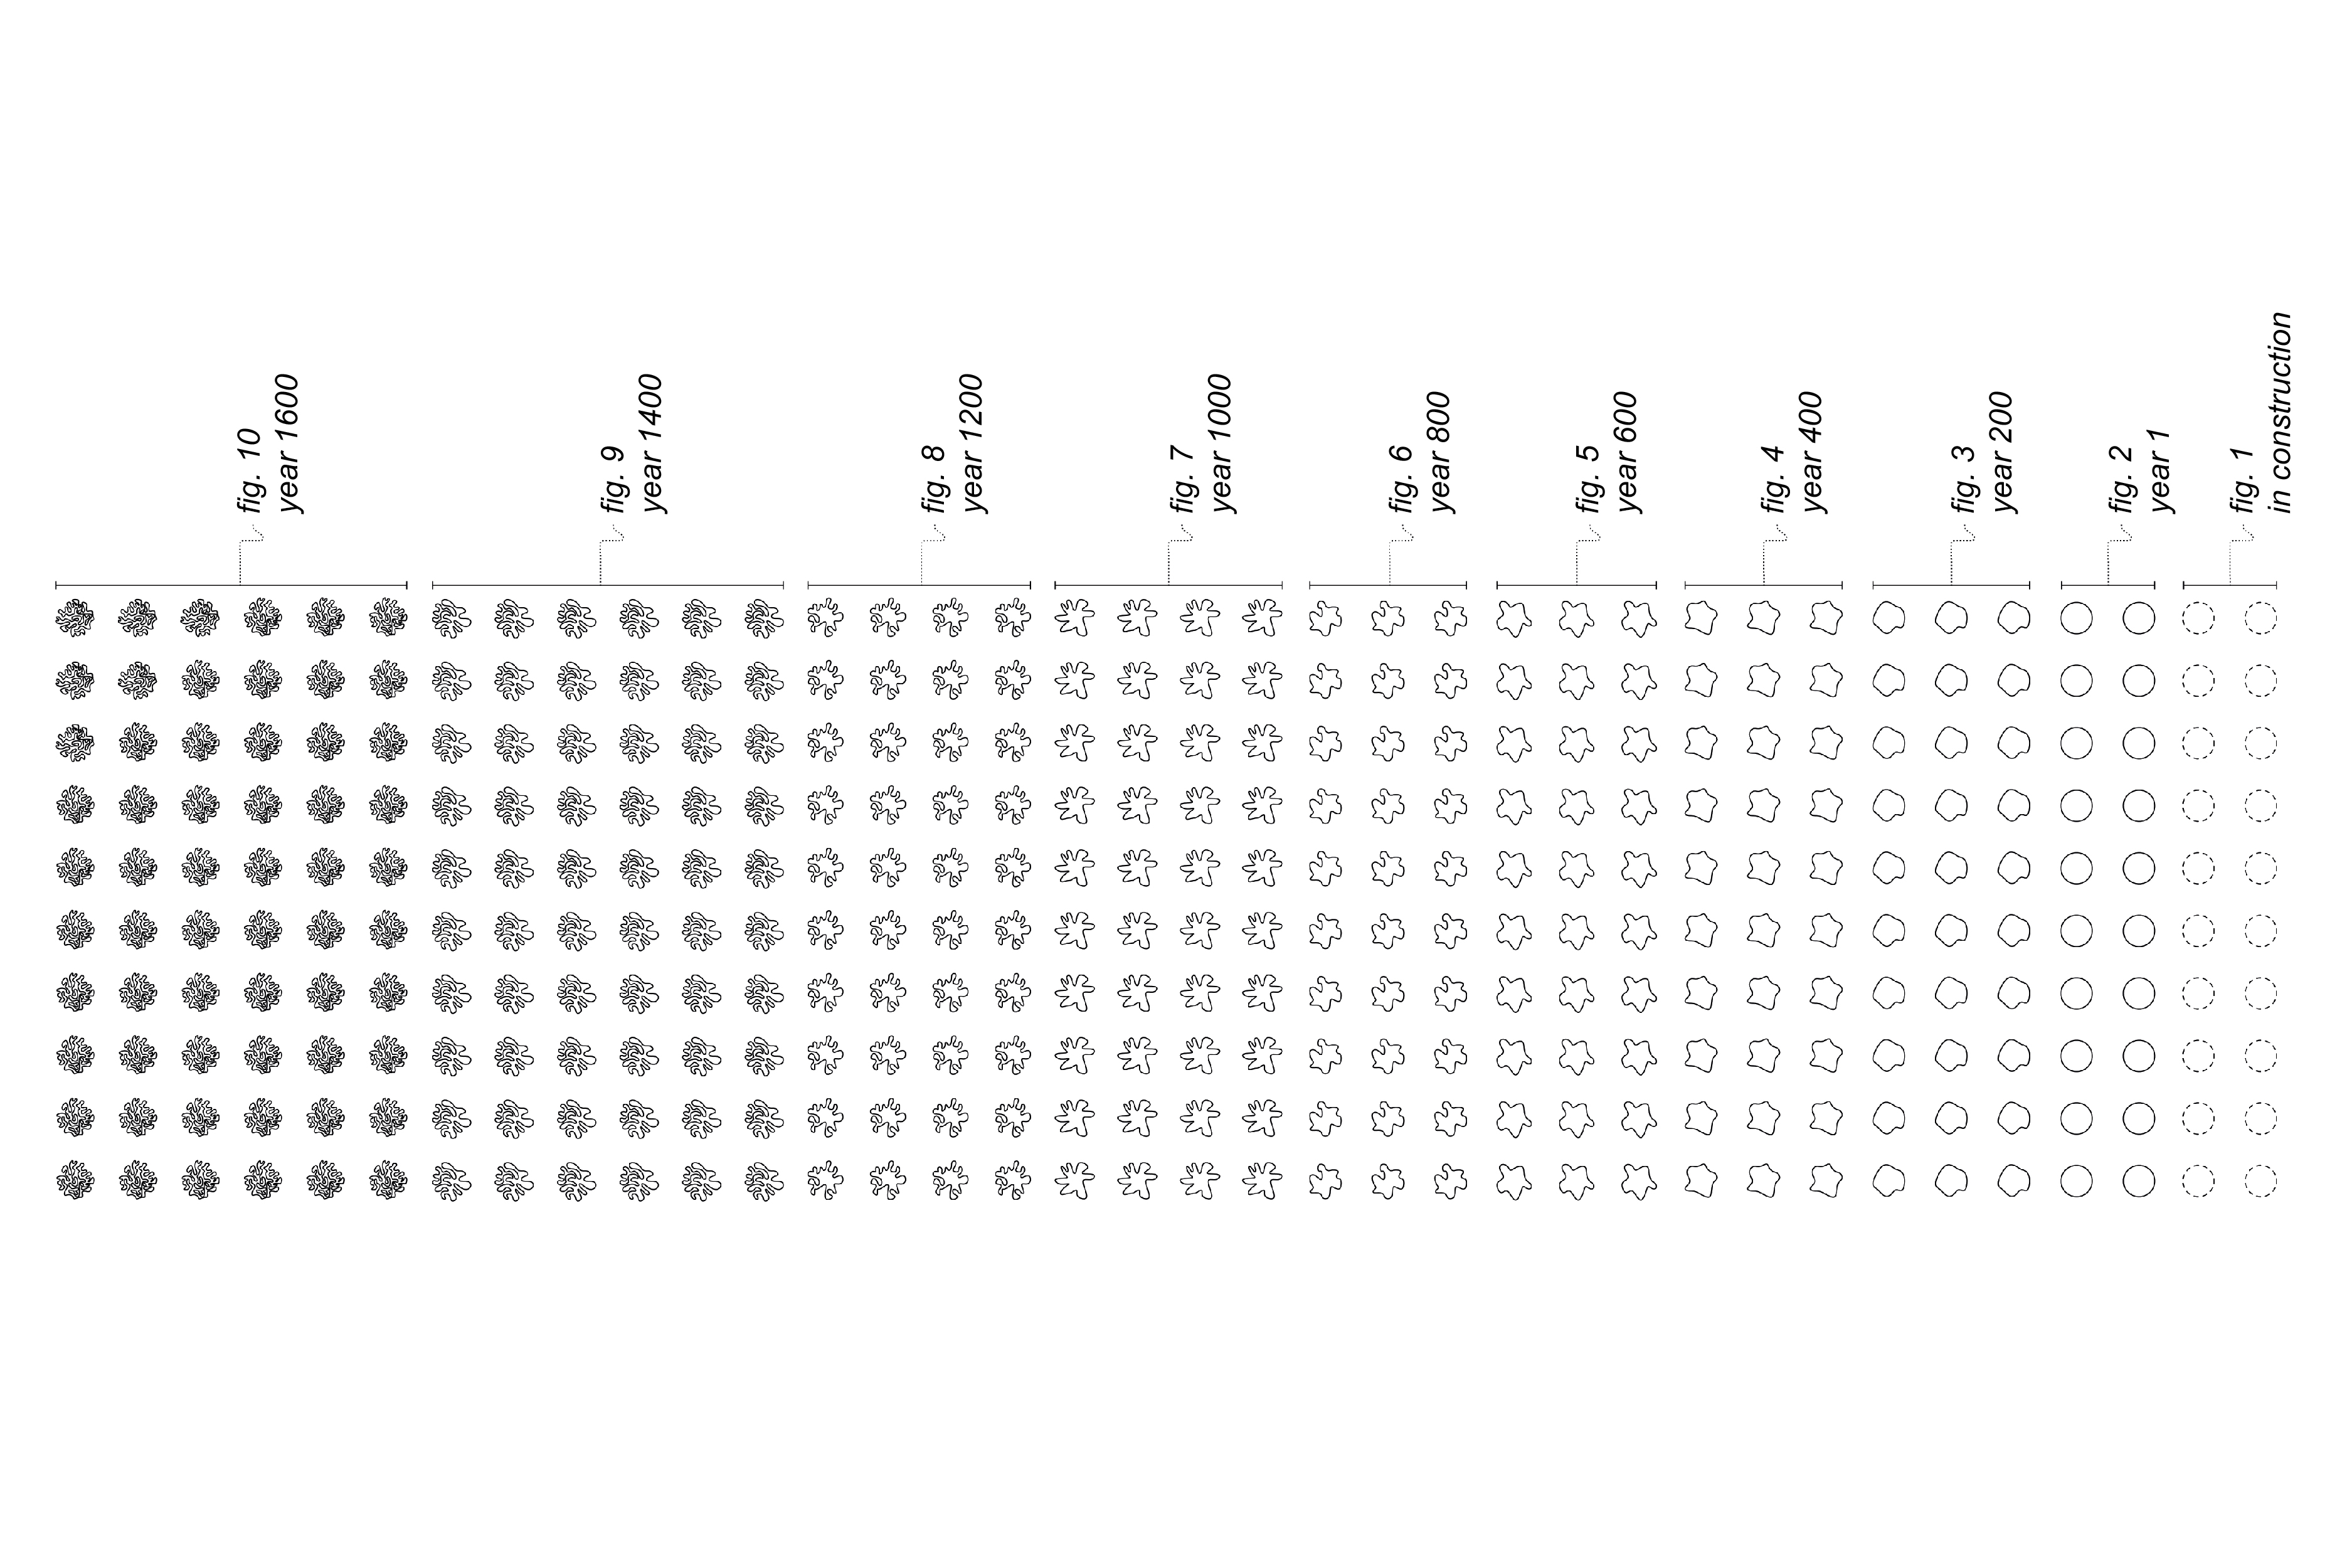 fig. 10
year 1600
fig. 9
year 1400
fig. 8
year 1200
fig. 7
year 1000
fig. 6
year 800
fig. 5
year 600
fig. 4
year 400
fig. 3
year 200
fig. 2
year 1
fig. 1
in construction